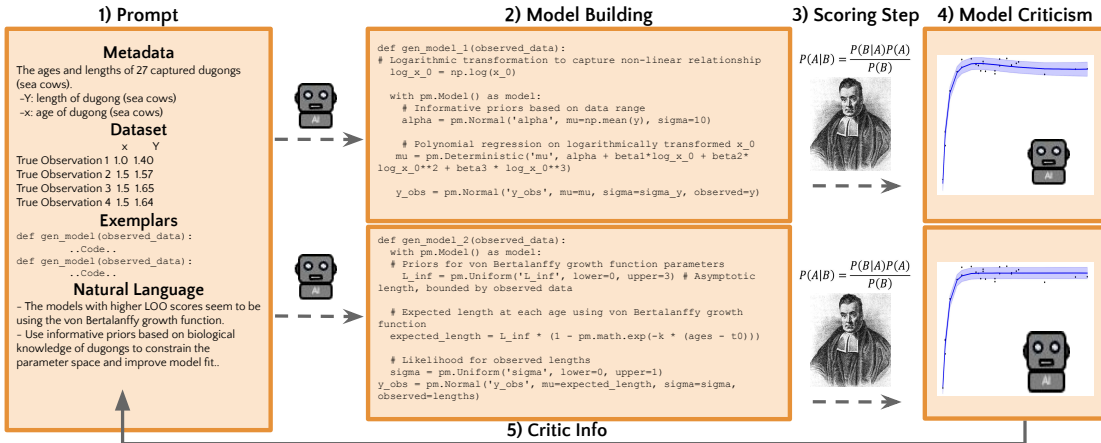 1) Prompt
Metadata
The ages and lengths of 27 captured dugongs
(sea cows).
-Y: length of dugong (sea cows)
-x: age of dugong (sea cows)
Dataset
x Y
True Observation 1 1.0 1.40
True Observation 2 1.5 1.57
True Observation 3 1.5 1.65
True Observation 4 1.5 1.64
Exemplars
def gen_model(observed_data):
..Code..
def gen_model(observed_data):
..Code..
Natural Language
- The models with higher LOO scores seem to be
using the von Bertalanffy growth function.
- Use informative priors based on biological
knowledge of dugongs to constrain the
parameter space and improve model fit..
AI
AI
2) Model Building
def gen_model_1(observed_data):
# Logarithmic transformation to capture non-linear relationship
log_x_0 = np.log(x_0)
with pm.Model() as model:
# Informative priors based on data range
alpha = pm.Normal('alpha', mu=np.mean(y), sigma=10)
# Polynomial regression on logarithmically transformed x_0
mu = pm.Deterministic('mu', alpha + beta1*log_x_0 + beta2*
log_x_0**2 + beta3 * log_x_0**3)
y_obs = pm.Normal('y_obs', mu=mu, sigma=sigma_y, observed=y)
def gen_model_2(observed_data):
with pm.Model() as model:
# Priors for von Bertalanffy growth function parameters
L_inf = pm.Uniform('L_inf', lower=0, upper=3) # Asymptotic
length, bounded by observed data
# Expected length at each age using von Bertalanffy growth
function
expected_length = L_inf * (1 - pm.math.exp(-k * (ages - t0)))
# Likelihood for observed lengths
sigma = pm.Uniform('sigma', lower=0, upper=1)
y_obs = pm.Normal('y_obs', mu=expected_length, sigma=sigma,
observed=lengths)
3) Scoring Step
P(A|B) = P(B|A)P(A) / P(B)
P(A|B) = P(B|A)P(A) / P(B)
4) Model Criticism
AI
AI
5) Critic Info